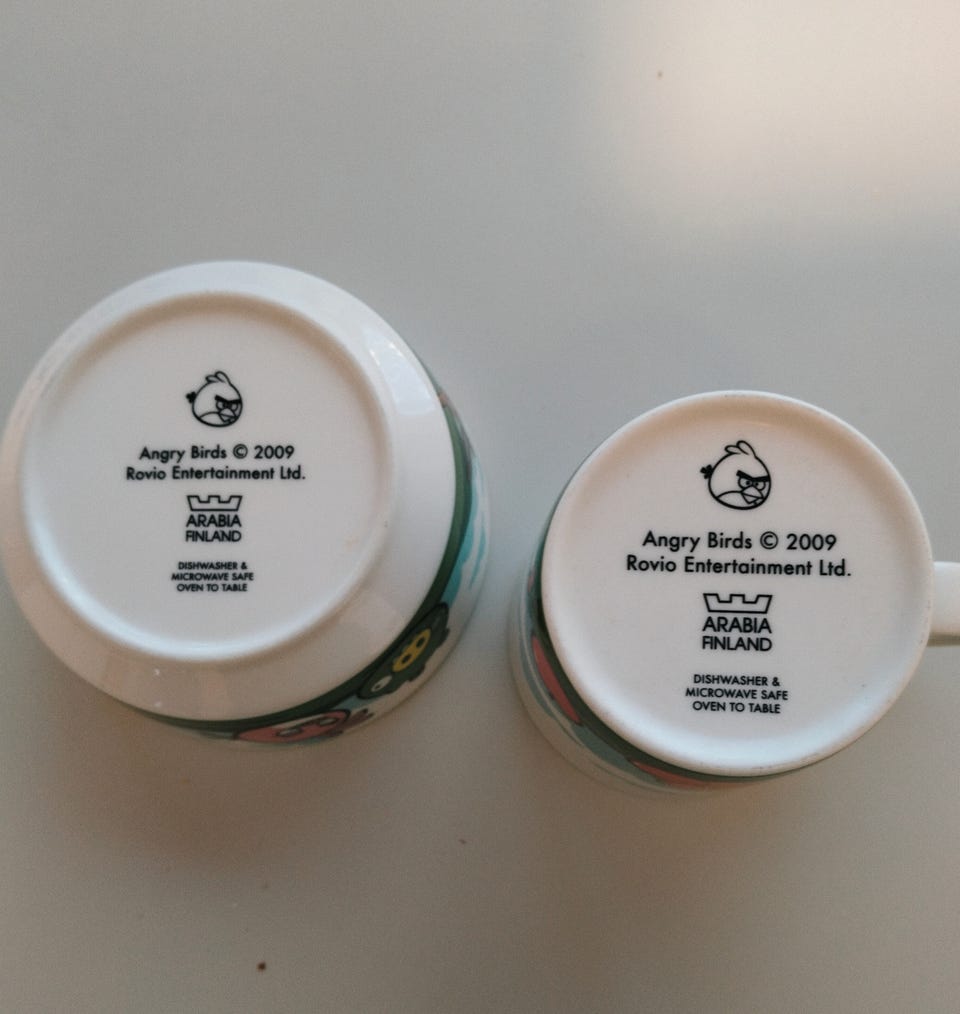 Angry Birds © 2009
Rovio Entertainment Ltd.
ARABIA
FINLAND
DISHWASHER &
MICROWAVE SAFE
OVEN TO TABLE
Angry Birds © 2009
Rovio Entertainment Ltd.
ARABIA
FINLAND
DISHWASHER &
MICROWAVE SAFE
OVEN TO TABLE